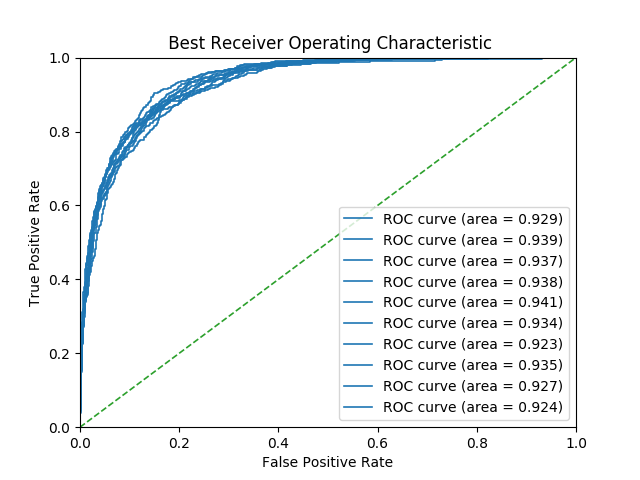 Best Receiver Operating Characteristic
1.0
0.8
0.6
0.4
0.2
0.0
True Positive Rate
ROC curve (area = 0.929)
ROC curve (area = 0.939)
ROC curve (area = 0.937)
ROC curve (area = 0.938)
ROC curve (area = 0.941)
ROC curve (area = 0.934)
ROC curve (area = 0.923)
ROC curve (area = 0.935)
ROC curve (area = 0.927)
ROC curve (area = 0.924)
0.0 0.2 0.4 0.6 0.8 1.0
False Positive Rate